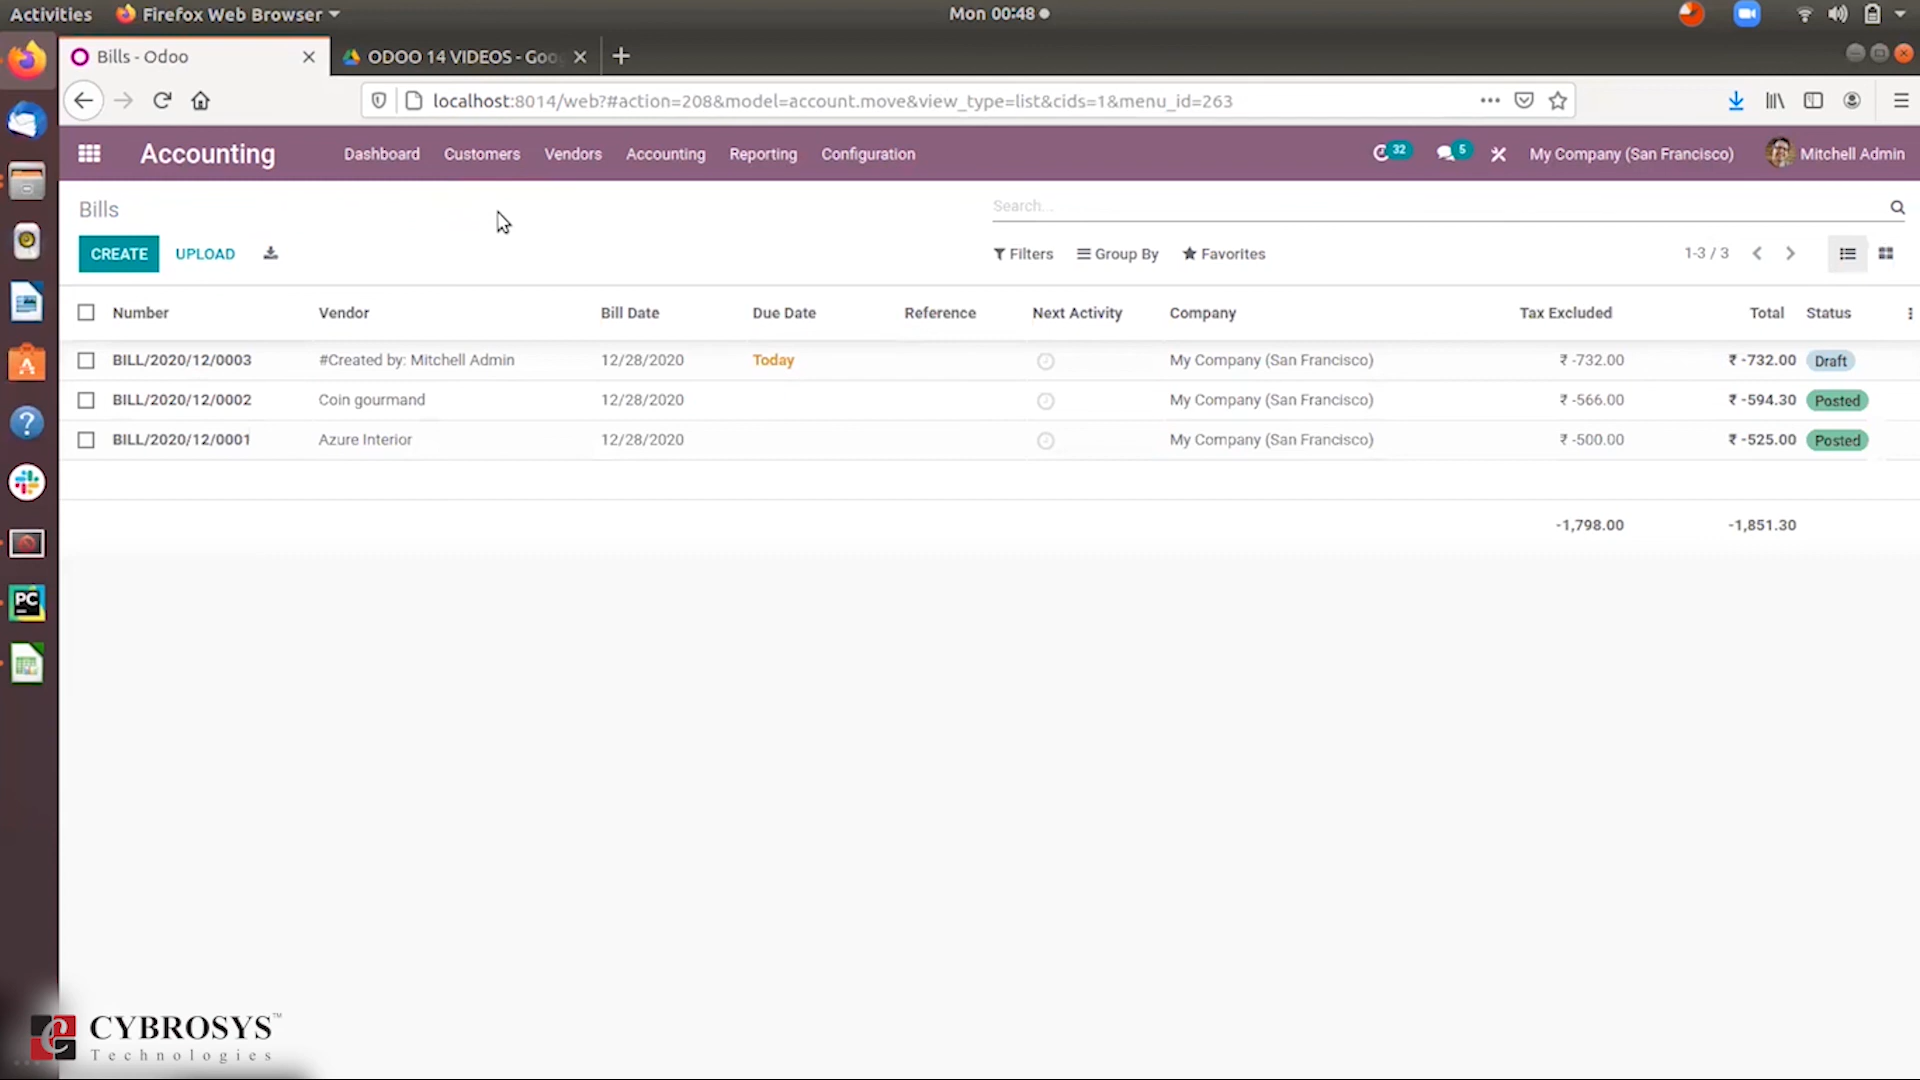 Activities Firefox Web Browser Mon 00:48
Bills - Odoo ODOO 14 VIDEOS - Goo
localhost:8014/web?#action=208&model=account.move&view_type=list&cids=1&menu_id=263
Accounting Dashboard Customers Vendors Accounting Reporting Configuration 32 5 My Company (San Francisco) Mitchell Admin
Bills Search...
CREATE UPLOAD Filters Group By Favorites 1-3 / 3
Number Vendor Bill Date Due Date Reference Next Activity Company Tax Excluded Total Status
BILL/2020/12/0003 #Created by: Mitchell Admin 12/28/2020 Today My Company (San Francisco) ₹ -732.00 ₹ -732.00 Draft
BILL/2020/12/0002 Coin gourmand 12/28/2020 My Company (San Francisco) ₹ -566.00 ₹ -594.30 Posted
BILL/2020/12/0001 Azure Interior 12/28/2020 My Company (San Francisco) ₹ -500.00 ₹ -525.00 Posted
-1,798.00 -1,851.30
PC
CYBROSYS™
Technologies